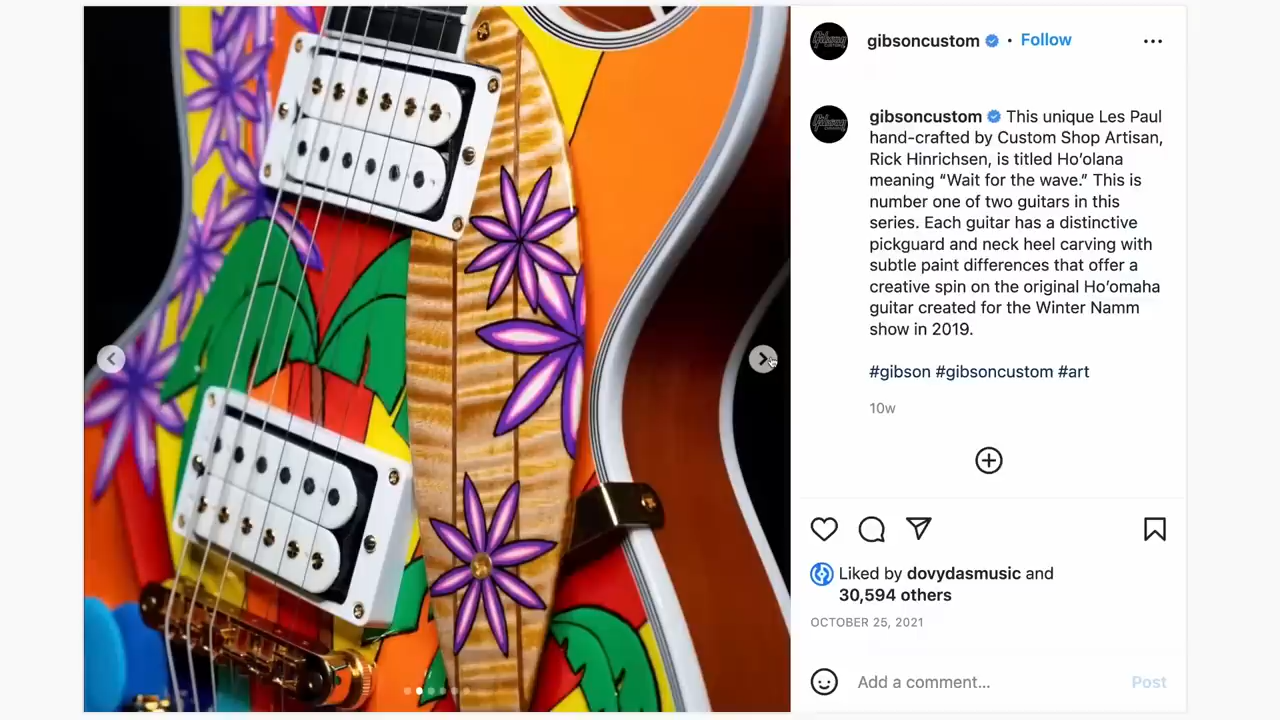 gibsoncustom • Follow
gibsoncustom This unique Les Paul
hand-crafted by Custom Shop Artisan,
Rick Hinrichsen, is titled Ho’olana
meaning “Wait for the wave.” This is
number one of two guitars in this
series. Each guitar has a distinctive
pickguard and neck heel carving with
subtle paint differences that offer a
creative spin on the original Ho’omaha
guitar created for the Winter Namm
show in 2019.
#gibson #gibsoncustom #art
10w
Liked by dovydasmusic and
30,594 others
OCTOBER 25, 2021
Add a comment... Post